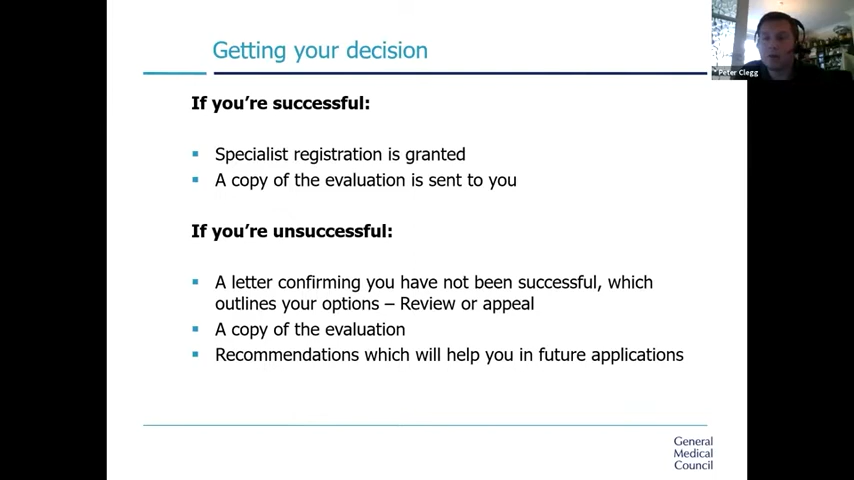 Getting your decision
Peter Clegg
If you're successful:
Specialist registration is granted
A copy of the evaluation is sent to you
If you're unsuccessful:
A letter confirming you have not been successful, which
outlines your options – Review or appeal
A copy of the evaluation
Recommendations which will help you in future applications
General
Medical
Council